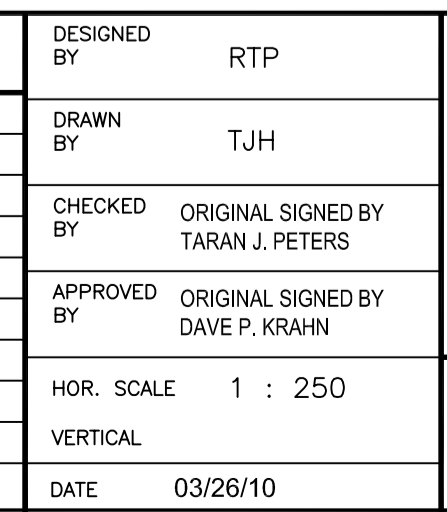 DESIGNED
BY RTP
DRAWN
BY TJH
CHECKED ORIGINAL SIGNED BY
BY TARAN J. PETERS
APPROVED ORIGINAL SIGNED BY
BY DAVE P. KRAHN
HOR. SCALE 1 : 250
VERTICAL
DATE 03/26/10